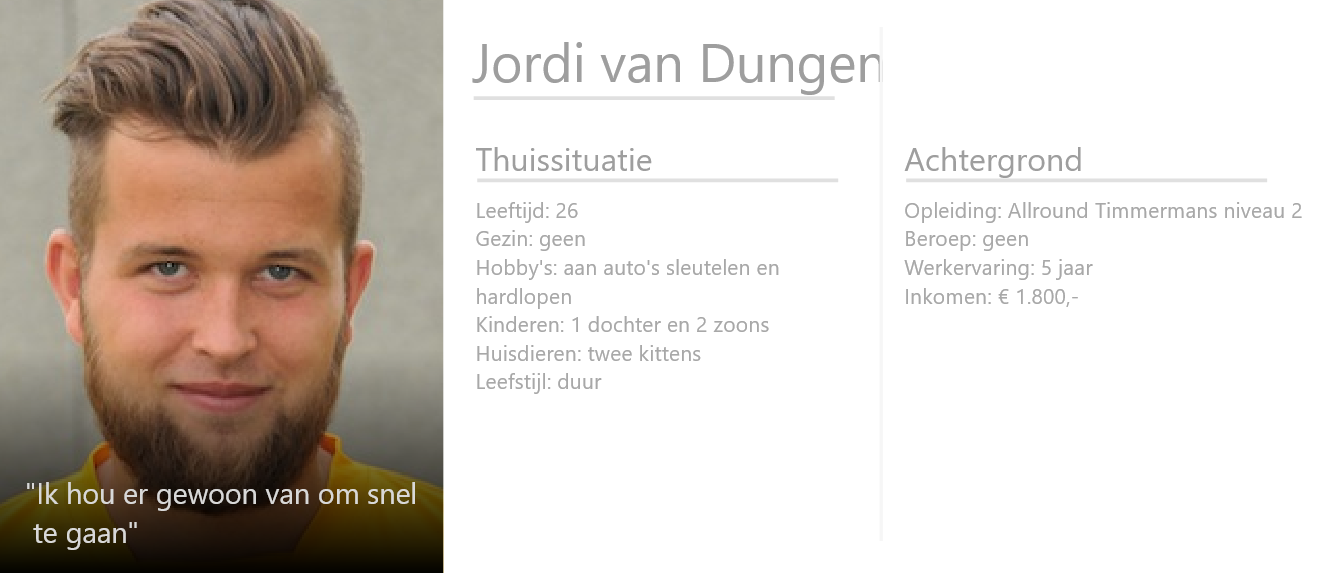 Jordi van Dungen
Thuissituatie
Leeftijd: 26
Gezin: geen
Hobby's: aan auto's sleutelen en
hardlopen
Kinderen: 1 dochter en 2 zoons
Huisdieren: twee kittens
Leefstijl: duur
Achtergrond
Opleiding: Allround Timmermans niveau 2
Beroep: geen
Werkervaring: 5 jaar
Inkomen: € 1.800,-
"Ik hou er gewoon van om snel
te gaan"